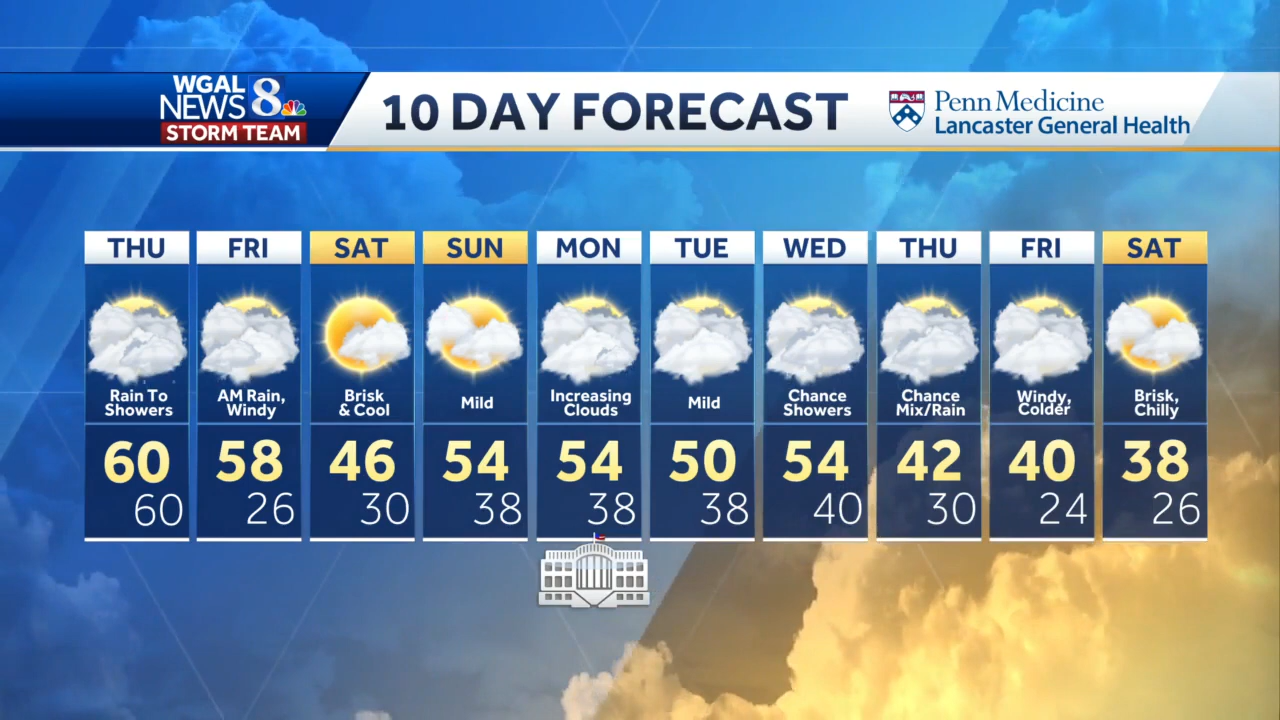 WGAL
NEWS 8
STORM TEAM
10 DAY FORECAST
Penn Medicine
Lancaster General Health
THU
Rain To
Showers
60
60
FRI
AM Rain,
Windy
58
26
SAT
Brisk
& Cool
46
30
SUN
Mild
54
38
MON
Increasing
Clouds
54
38
TUE
Mild
50
38
WED
Chance
Showers
54
40
THU
Chance
Mix/Rain
42
30
FRI
Windy,
Colder
40
24
SAT
Brisk,
Chilly
38
26